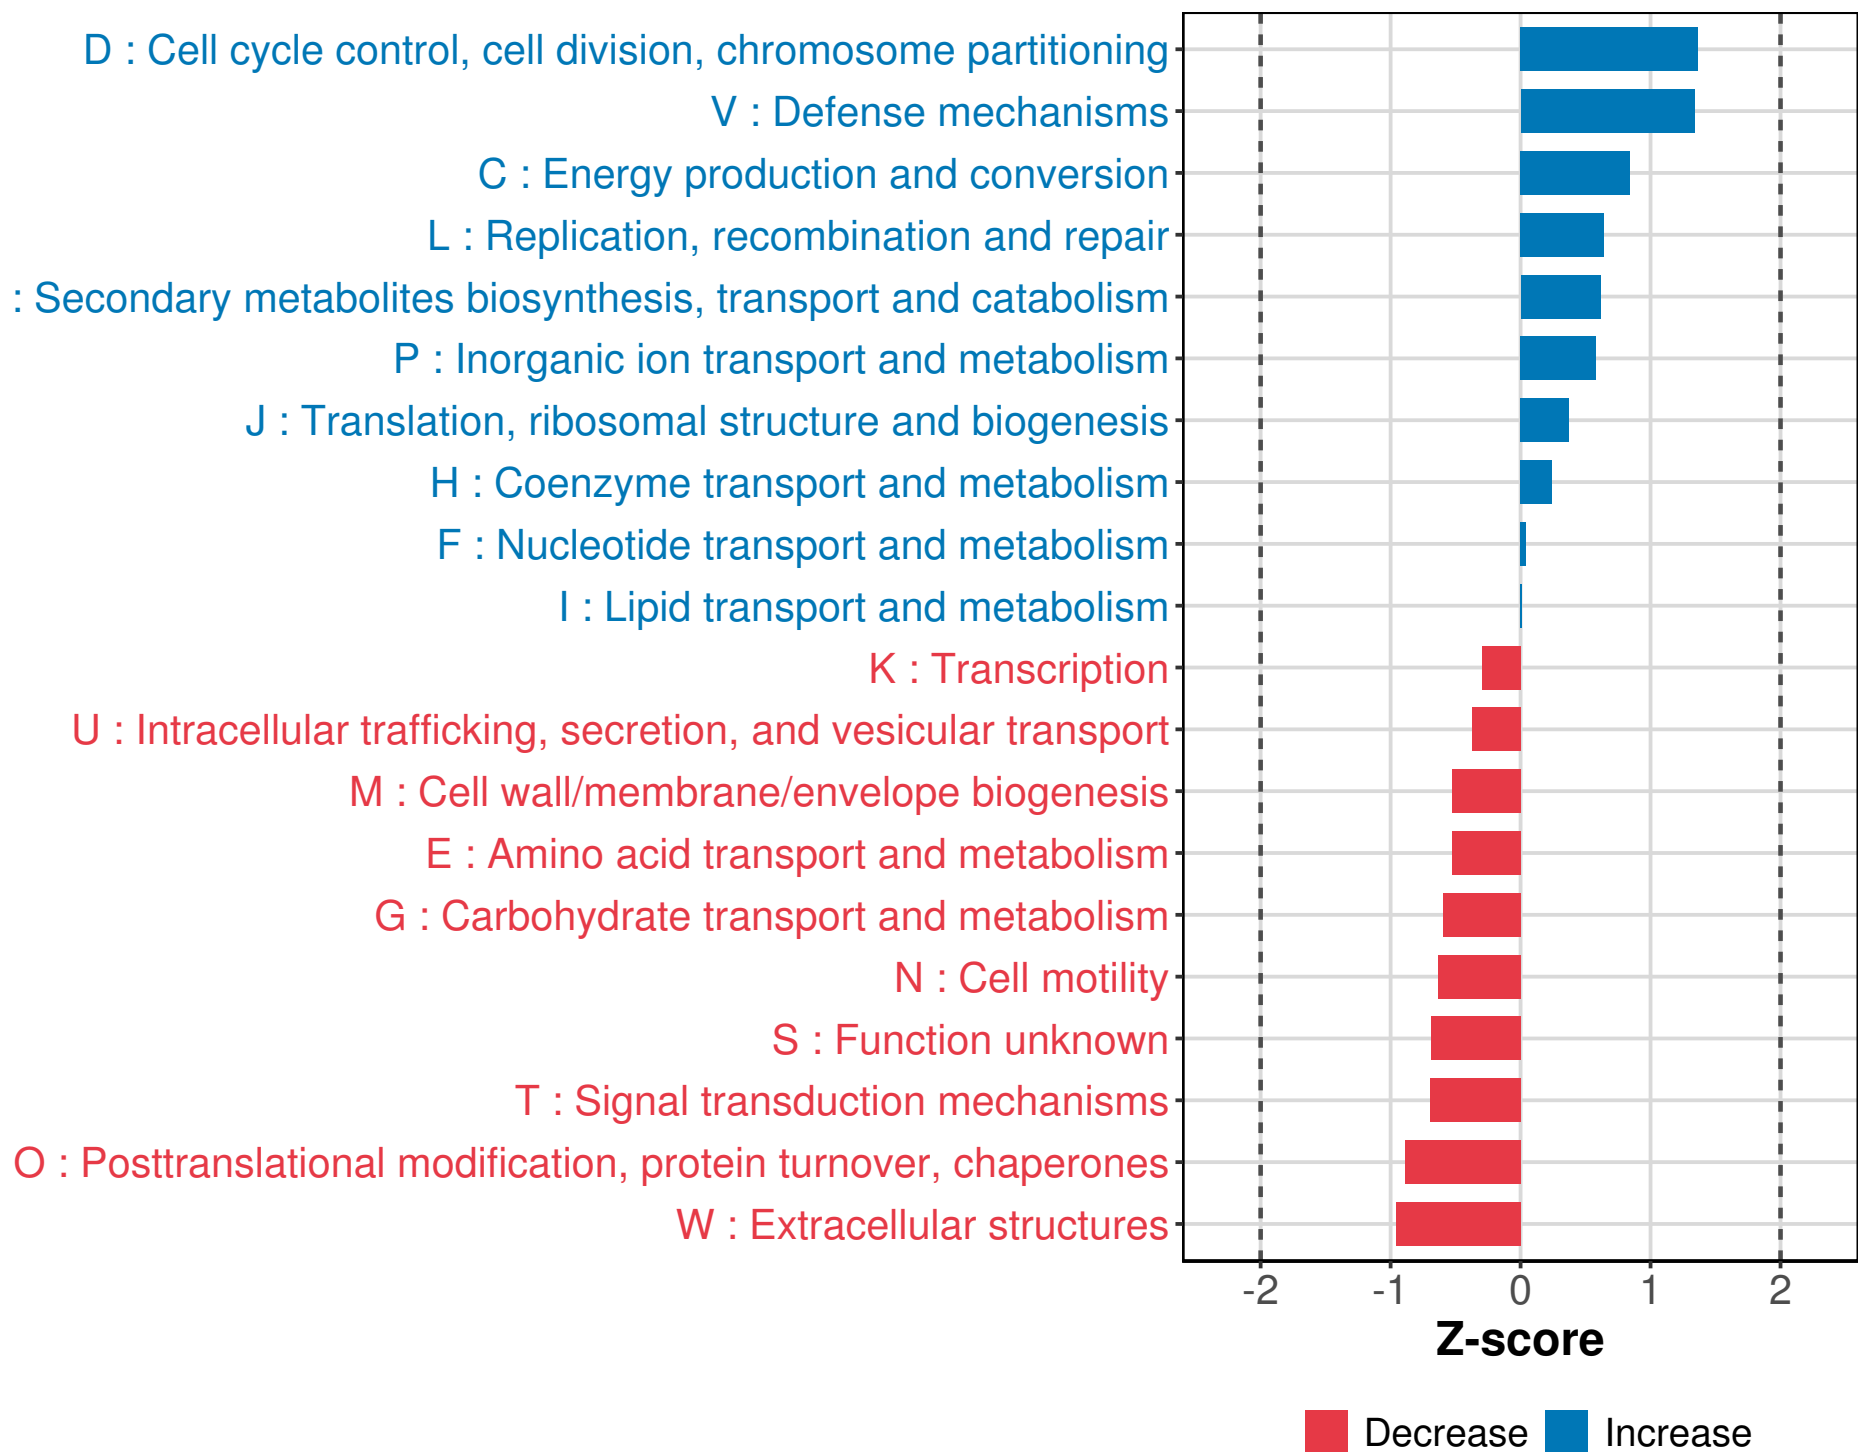 D : Cell cycle control, cell division, chromosome partitioning
V : Defense mechanisms
C : Energy production and conversion
L : Replication, recombination and repair
: Secondary metabolites biosynthesis, transport and catabolism
P : Inorganic ion transport and metabolism
J : Translation, ribosomal structure and biogenesis
H : Coenzyme transport and metabolism
F : Nucleotide transport and metabolism
I : Lipid transport and metabolism
K : Transcription
U : Intracellular trafficking, secretion, and vesicular transport
M : Cell wall/membrane/envelope biogenesis
E : Amino acid transport and metabolism
G : Carbohydrate transport and metabolism
N : Cell motility
S : Function unknown
T : Signal transduction mechanisms
O : Posttranslational modification, protein turnover, chaperones
W : Extracellular structures
-2 -1 0 1 2
Z-score
Decrease Increase